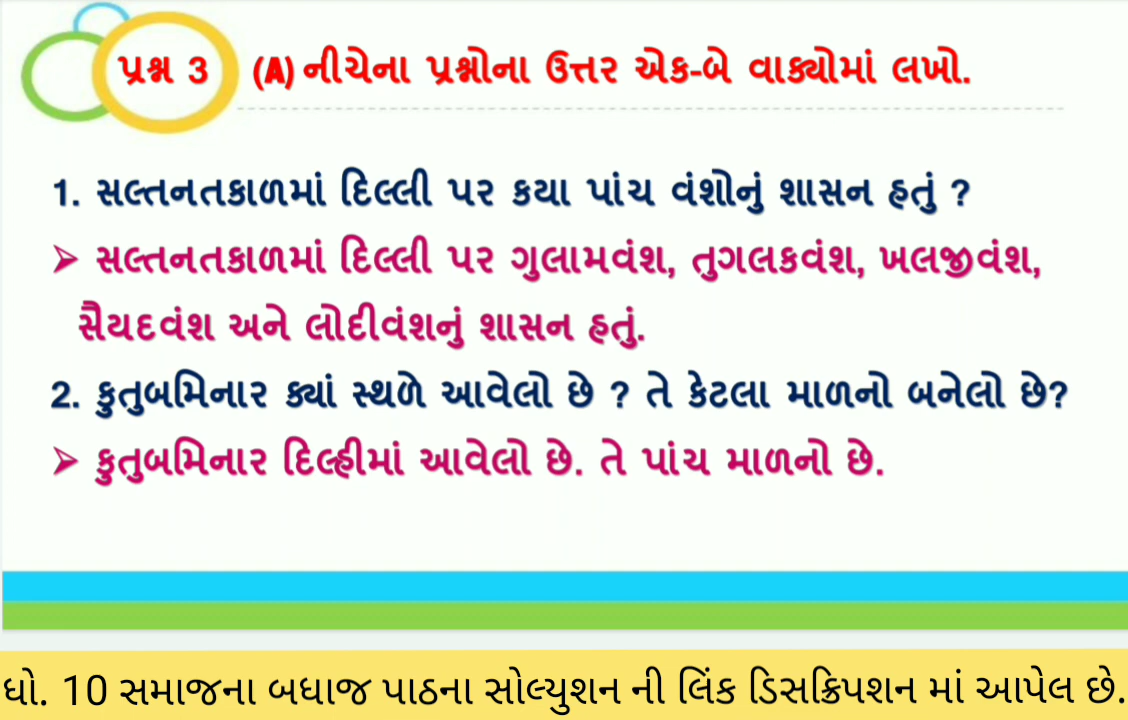 પ્રશ્ન 3 (A) નીચેના પ્રશ્નોના ઉત્તર એક-બે વાક્યોમાં લખો.
1. સલ્તનતકાળમાં દિલ્લી પર કયા પાંચ વંશોનું શાસન હતું ?
➢ સલ્તનતકાળમાં દિલ્લી પર ગુલામવંશ, તુગલકવંશ, ખલજીવંશ,
સૈયદવંશ અને લોદીવંશનું શાસન હતું.
2. કુતુબમિનાર ક્યાં સ્થળે આવેલો છે ? તે કેટલા માળનો બનેલો છે?
➢ કુતુબમિનાર દિલ્હીમાં આવેલો છે. તે પાંચ માળનો છે.
ધો. 10 સમાજના બધાજ પાઠના સોલ્યુશન ની લિંક ડિસક્રિપશન માં આપેલ છે.